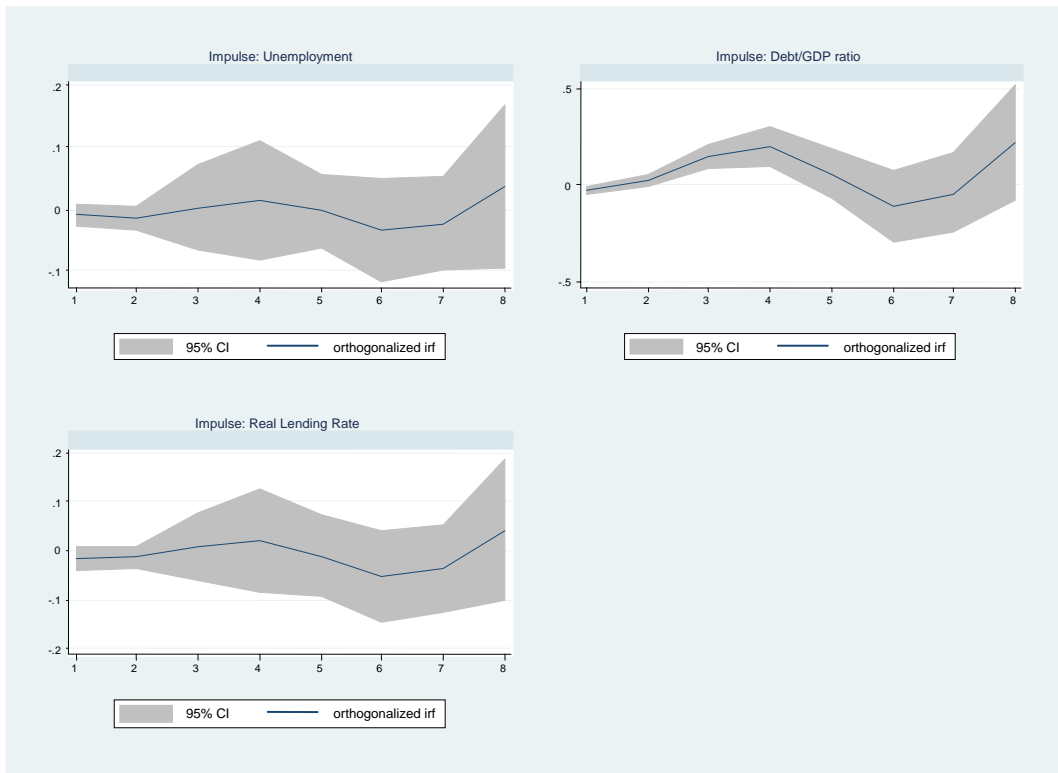 Impulse: Unemployment
.2
.1
0
-.1
1 2 3 4 5 6 7 8
95% CI orthogonalized irf
Impulse: Debt/GDP ratio
.5
0
-.5
1 2 3 4 5 6 7 8
95% CI orthogonalized irf
Impulse: Real Lending Rate
.2
.1
0
-.1
-.2
1 2 3 4 5 6 7 8
95% CI orthogonalized irf